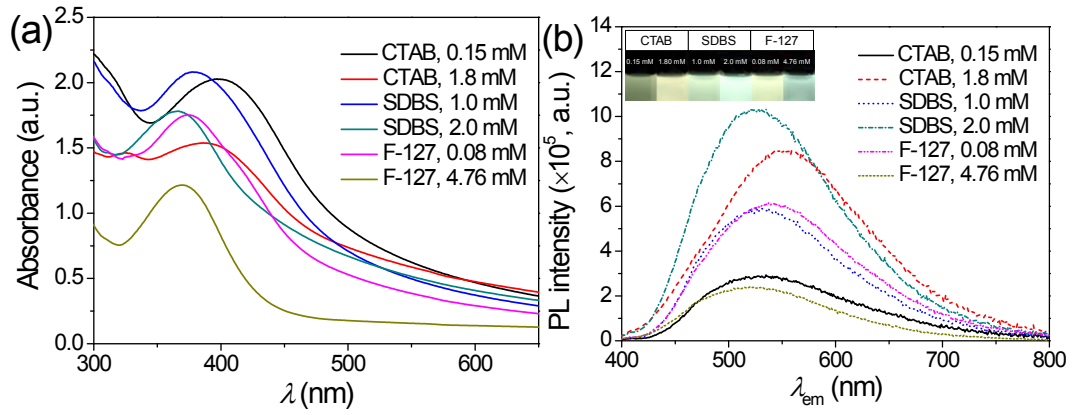 (a)
2.5
2.0
1.5
1.0
0.5
0.0
Absorbance (a.u.)
300
400
500
600
λ (nm)
CTAB, 0.15 mM
CTAB, 1.8 mM
SDBS, 1.0 mM
SDBS, 2.0 mM
F-127, 0.08 mM
F-127, 4.76 mM
(b)
14
12
10
8
6
4
2
0
PL intensity (×10⁵, a.u.)
400
500
600
700
800
λem (nm)
CTAB SDBS F-127
0.15 mM 1.80 mM 1.0 mM 2.0 mM 0.08 mM 4.76 mM
CTAB, 0.15 mM
CTAB, 1.8 mM
SDBS, 1.0 mM
SDBS, 2.0 mM
F-127, 0.08 mM
F-127, 4.76 mM